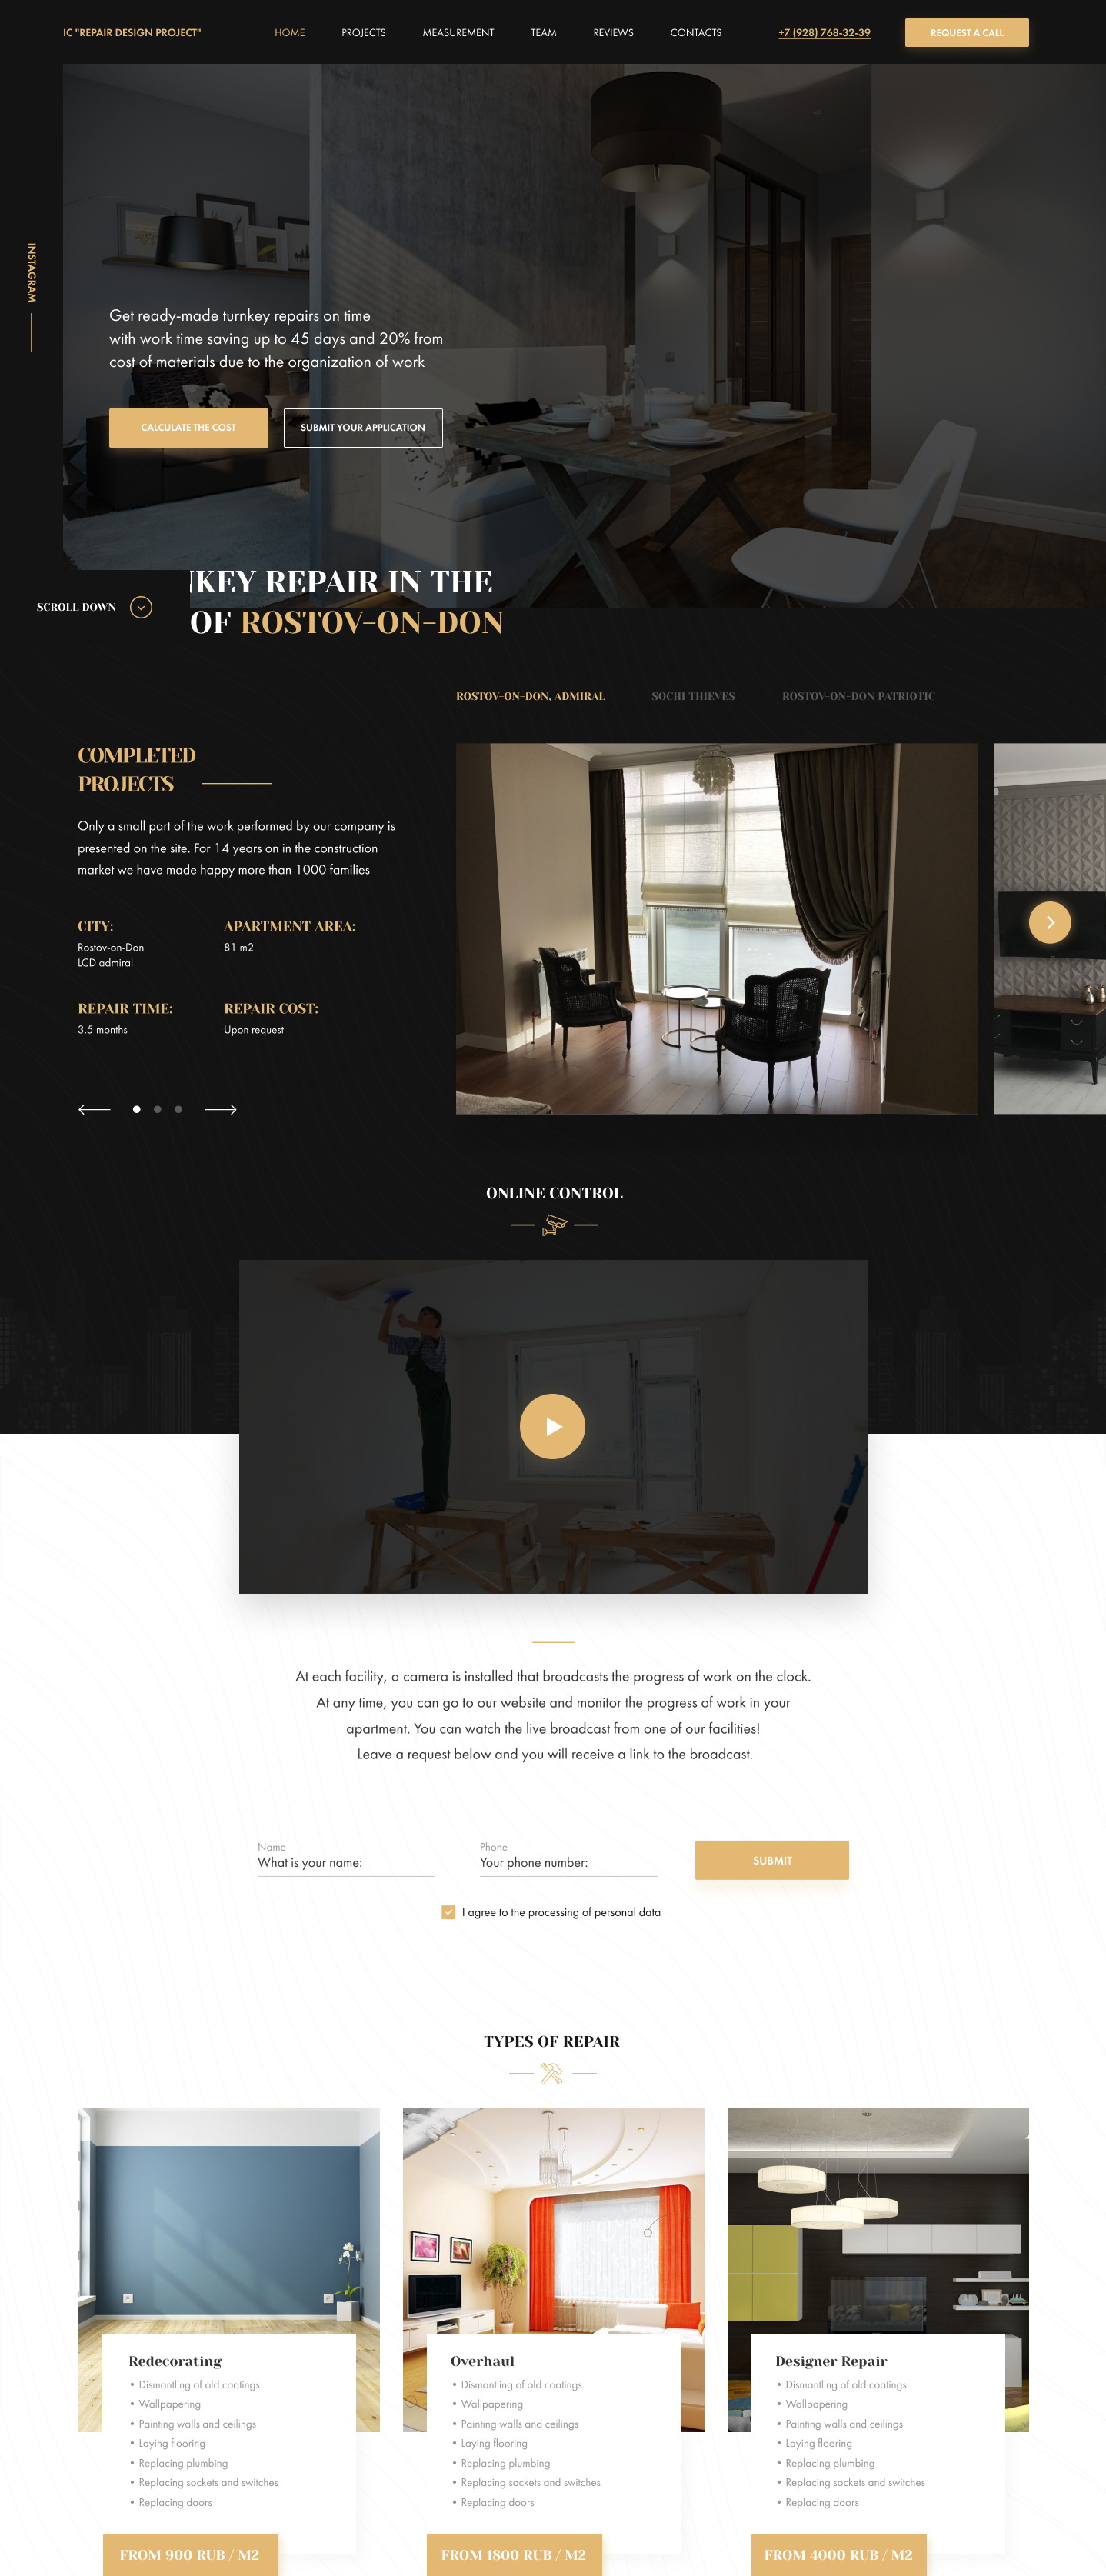 IC "REPAIR DESIGN PROJECT"
HOME
PROJECTS
MEASUREMENT
TEAM
REVIEWS
CONTACTS
+7 (928) 768-32-39
REQUEST A CALL
INSTAGRAM
Get ready-made turnkey repairs on time
with work time saving up to 45 days and 20% from
cost of materials due to the organization of work
CALCULATE THE COST
SUBMIT YOUR APPLICATION
REPAIR IN THE
OF ROSTOV-ON-DON
SCROLL DOWN
ROSTOV-ON-DON, ADMIRAL
SOCHI THIEVES
ROSTOV-ON-DON PATRIOTIC
COMPLETED
PROJECTS
Only a small part of the work performed by our company is
presented on the site. For 14 years on in the construction
market we have made happy more than 1000 families
CITY:
Rostov-on-Don
LCD admiral
APARTMENT AREA:
81 m2
REPAIR TIME:
3.5 months
REPAIR COST:
Upon request
ONLINE CONTROL
At each facility, a camera is installed that broadcasts the progress of work on the clock.
At any time, you can go to our website and monitor the progress of work in your
apartment. You can watch the live broadcast from one of our facilities!
Leave a request below and you will receive a link to the broadcast.
Name
What is your name:
Phone
Your phone number:
SUBMIT
I agree to the processing of personal data
TYPES OF REPAIR
Redecorating
• Dismantling of old coatings
• Wallpapering
• Painting walls and ceilings
• Laying flooring
• Replacing plumbing
• Replacing sockets and switches
• Replacing doors
FROM 900 RUB / M2
Overhaul
• Dismantling of old coatings
• Wallpapering
• Painting walls and ceilings
• Laying flooring
• Replacing plumbing
• Replacing sockets and switches
• Replacing doors
FROM 1800 RUB / M2
Designer Repair
• Dismantling of old coatings
• Wallpapering
• Painting walls and ceilings
• Laying flooring
• Replacing plumbing
• Replacing sockets and switches
• Replacing doors
FROM 4000 RUB / M2